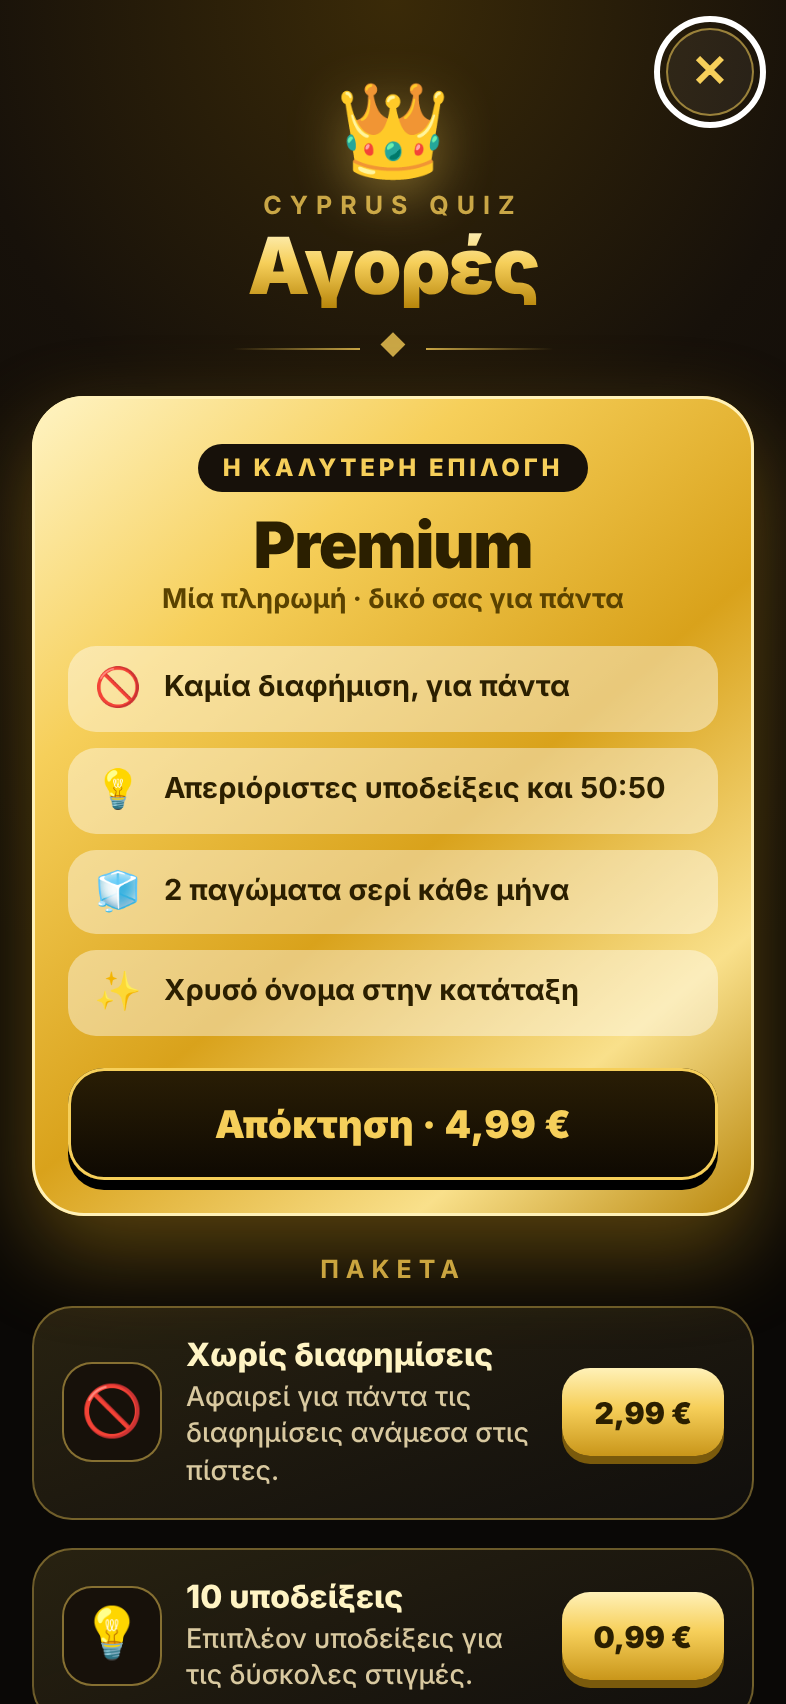 ✕
CYPRUS QUIZ
Αγορές
Η ΚΑΛΥΤΕΡΗ ΕΠΙΛΟΓΗ
Premium
Μία πληρωμή · δικό σας για πάντα
Καμία διαφήμιση, για πάντα
Απεριόριστες υποδείξεις και 50:50
2 παγώματα σερί κάθε μήνα
Χρυσό όνομα στην κατάταξη
Απόκτηση · 4,99 €
ΠΑΚΕΤΑ
Χωρίς διαφημίσεις
Αφαιρεί για πάντα τις
διαφημίσεις ανάμεσα στις
πίστες.
2,99 €
10 υποδείξεις
Επιπλέον υποδείξεις για
τις δύσκολες στιγμές.
0,99 €